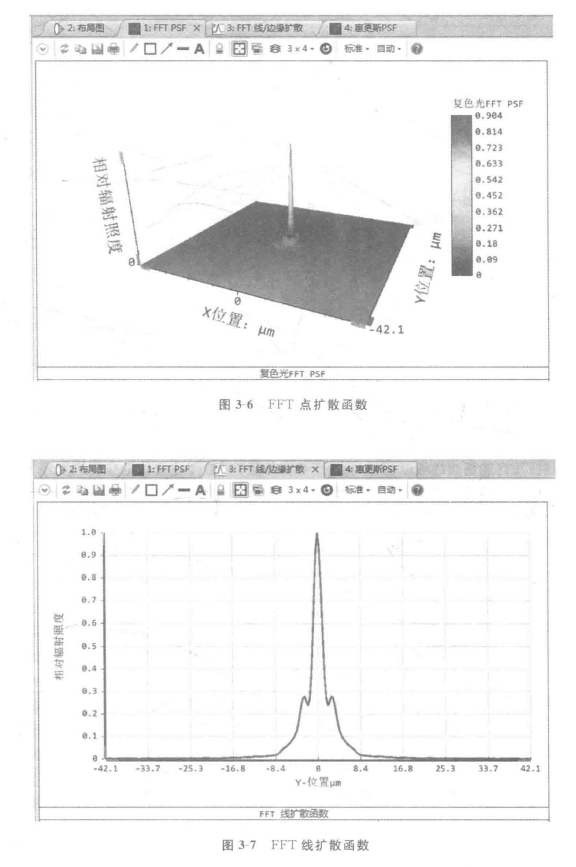 2: 布局图 1: FFT PSF × 3: FFT 线/边缘扩散 4: 惠更斯PSF
3 x 4 标准 自动
复色光FFT PSF
0.904
0.814
0.723
0.633
0.542
0.452
0.362
0.271
0.18
0.09
0
相对辐射照度
0
0
X位置: μm
Y位置: μm
-42.1
复色光FFT PSF
图 3-6 FFT 点扩散函数
2: 布局图 1: FFT PSF 3: FFT 线/边缘扩散 × 4: 惠更斯PSF
3 x 4 标准 自动
1.0
0.9
0.8
0.7
0.6
0.5
0.4
0.3
0.2
0.1
0
相对辐射照度
-42.1 -33.7 -25.3 -16.8 -8.4 0 8.4 16.8 25.3 33.7 42.1
Y-位置μm
FFT 线扩散函数
图 3-7 FFT 线扩散函数